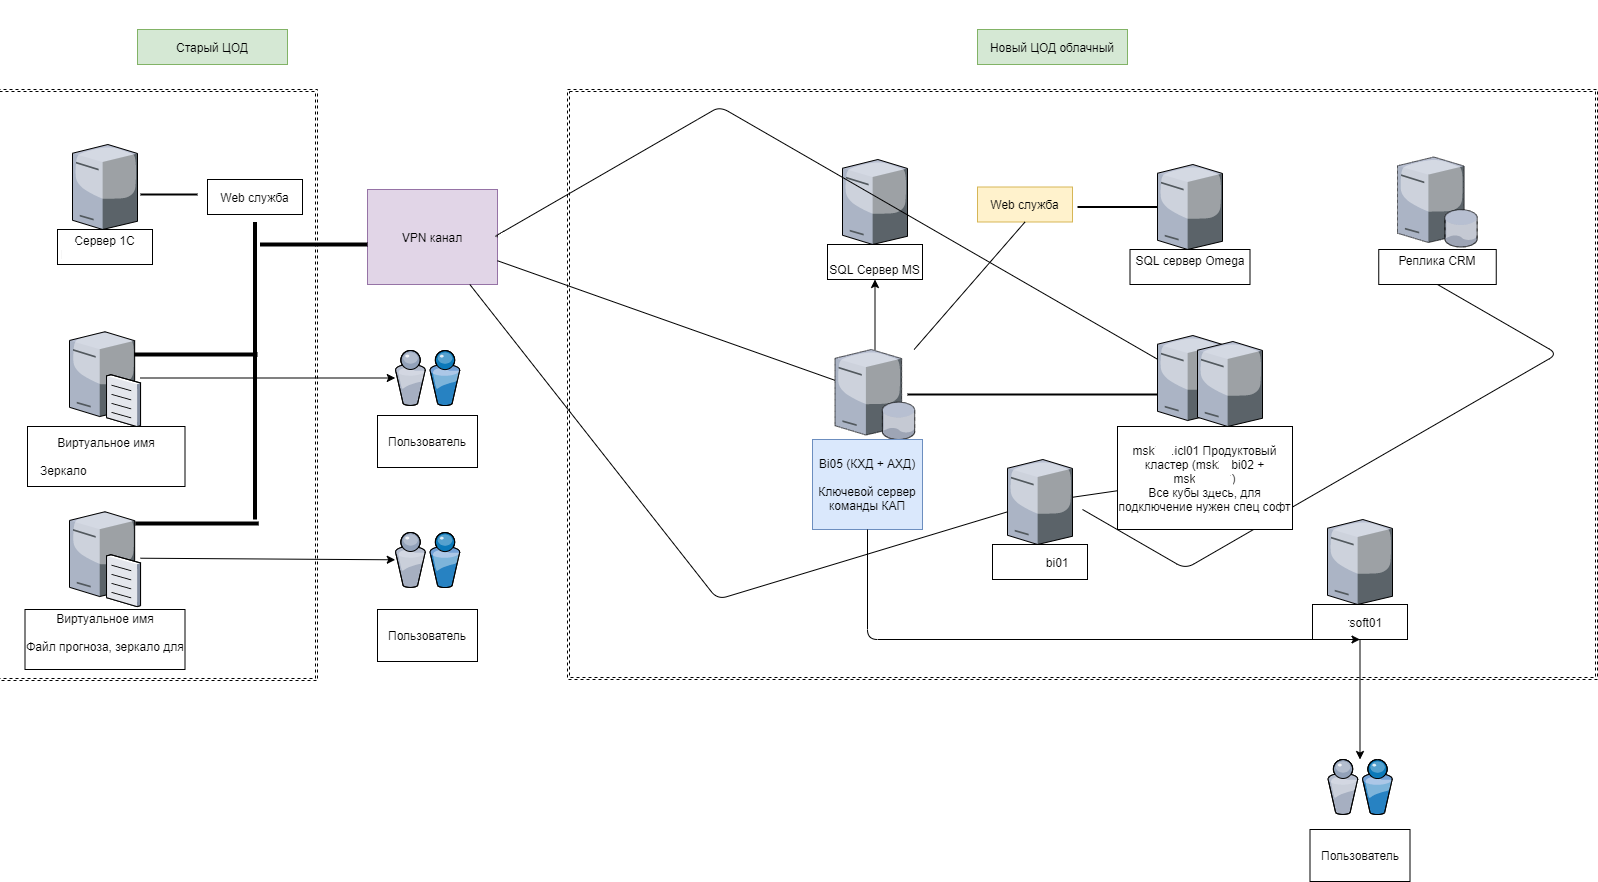 Старый ЦОД
Новый ЦОД облачный
Сервер 1С
Web служба
VPN канал
SQL Сервер MS
Web служба
SQL сервер Omega
Реплика CRM
Виртуальное имя
Зеркало
Пользователь
Bi05 (КХД + АХД)
Ключевой сервер
команды КАП
msk .icl01 Продуктовый
кластер (msk bi02 +
msk )
Все кубы здесь, для
подключение нужен спец софт
bi01
soft01
Виртуальное имя
Файл прогноза, зеркало для
Пользователь
Пользователь